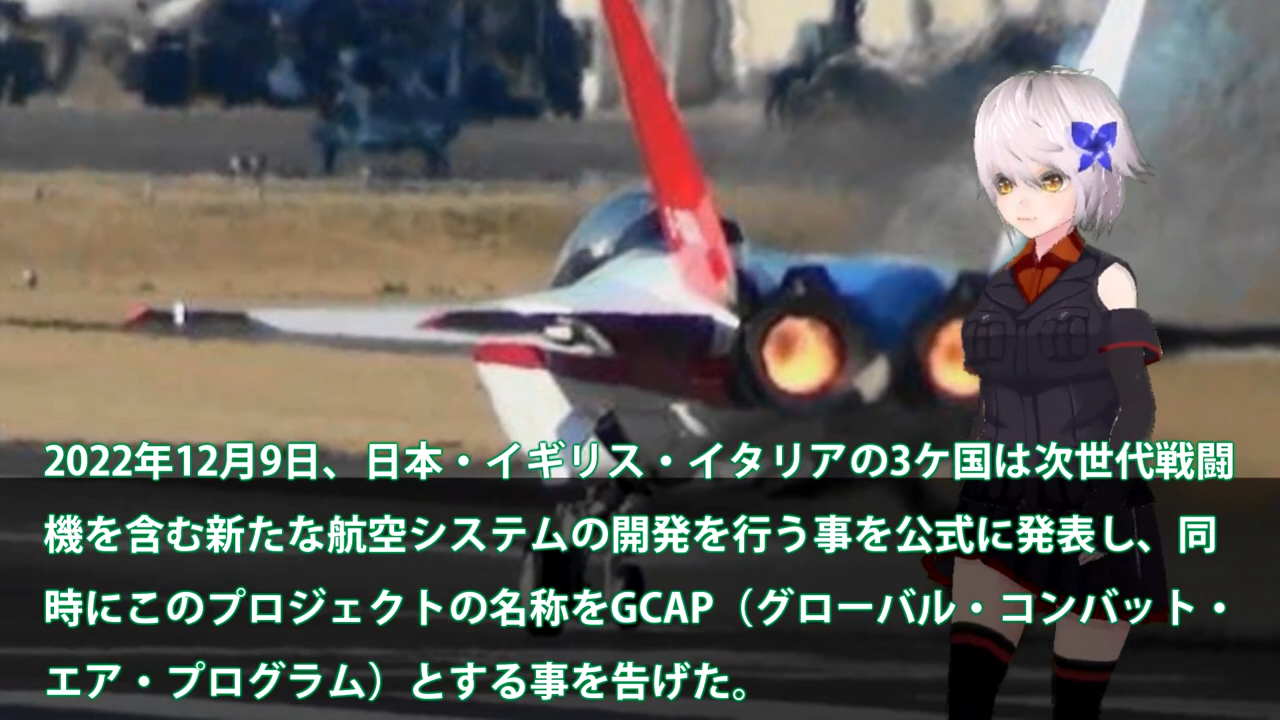 2022年12月9日、日本・イギリス・イタリアの3ケ国は次世代戦闘
機を含む新たな航空システムの開発を行う事を公式に発表し、同
時にこのプロジェクトの名称をGCAP（グローバル・コンバット・
エア・プログラム）とする事を告げた。